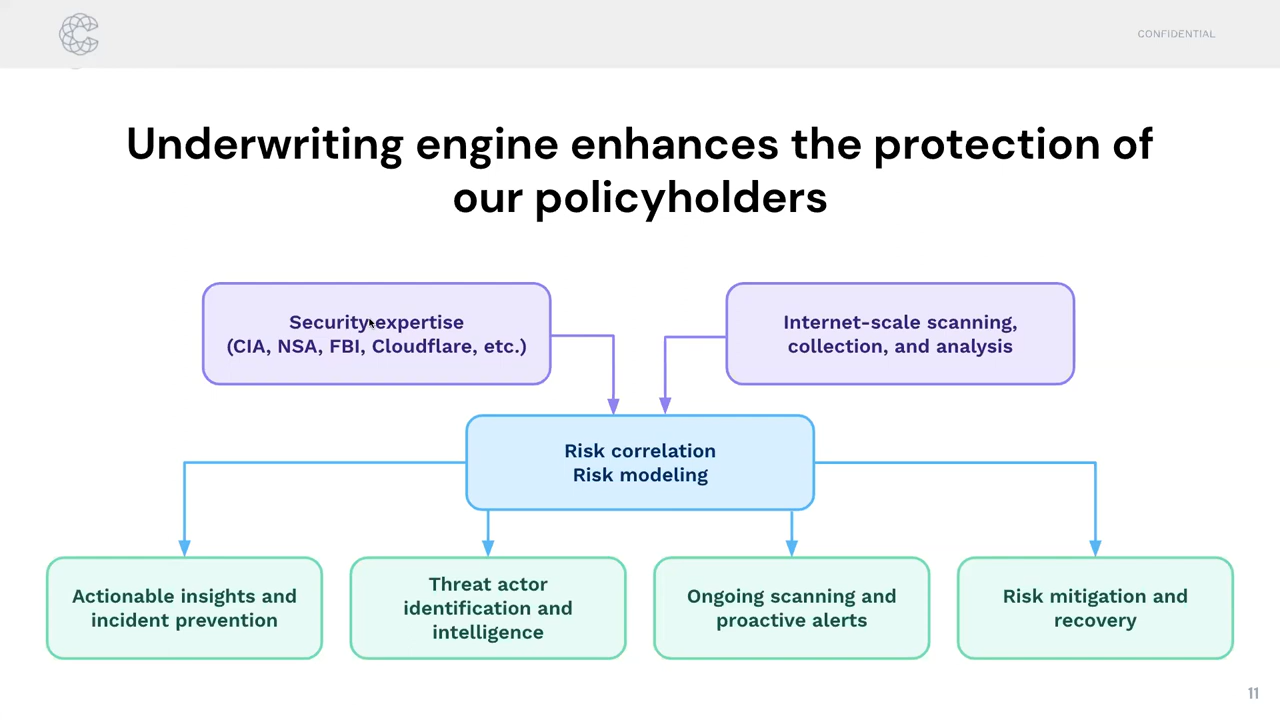 CONFIDENTIAL
Underwriting engine enhances the protection of
our policyholders
Security expertise
(CIA, NSA, FBI, Cloudflare, etc.)
Internet-scale scanning,
collection, and analysis
Risk correlation
Risk modeling
Actionable insights and
incident prevention
Threat actor
identification and
intelligence
Ongoing scanning and
proactive alerts
Risk mitigation and
recovery
11